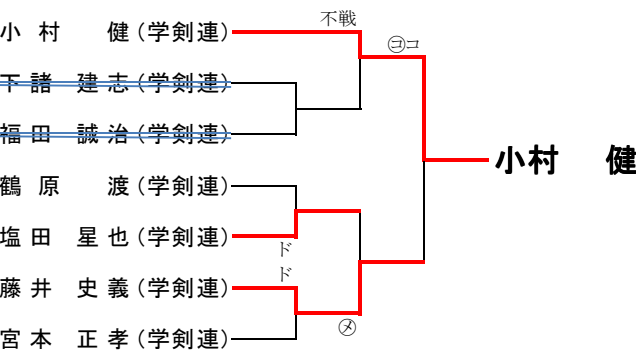 不戦
小村 健(学剣連)
㋙コ
下諸 建志(学剣連)
福田 誠治(学剣連)
小村 健
鶴原 渡(学剣連)
塩田 星也(学剣連)
ド
ド
藤井 史義(学剣連)
㋱
宮本 正孝(学剣連)